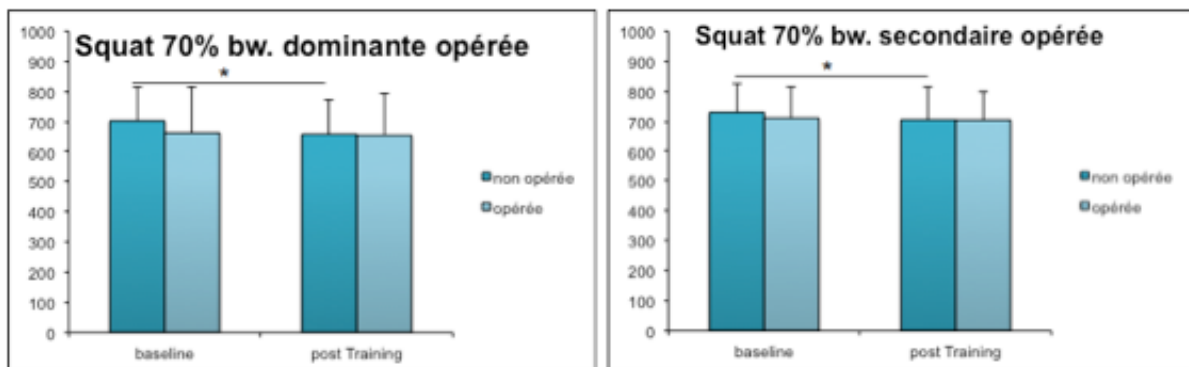 Squat 70% bw. dominante opérée
1000
900
800
700
600
500
400
300
200
100
0
*
baseline
post Training
non opérée
opérée
Squat 70% bw. secondaire opérée
1000
900
800
700
600
500
400
300
200
100
0
*
baseline
post Training
non opérée
opérée